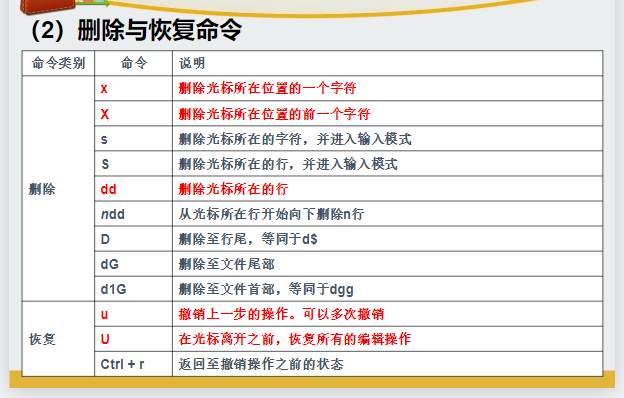 （2）删除与恢复命令
命令类别 命令 说明
删除
x 删除光标所在位置的一个字符
X 删除光标所在位置的前一个字符
s 删除光标所在的字符，并进入输入模式
S 删除光标所在的行，并进入输入模式
dd 删除光标所在的行
ndd 从光标所在行开始向下删除n行
D 删除至行尾，等同于d$
dG 删除至文件尾部
d1G 删除至文件首部，等同于dgg
恢复
u 撤销上一步的操作。可以多次撤销
U 在光标离开之前，恢复所有的编辑操作
Ctrl + r 返回至撤销操作之前的状态